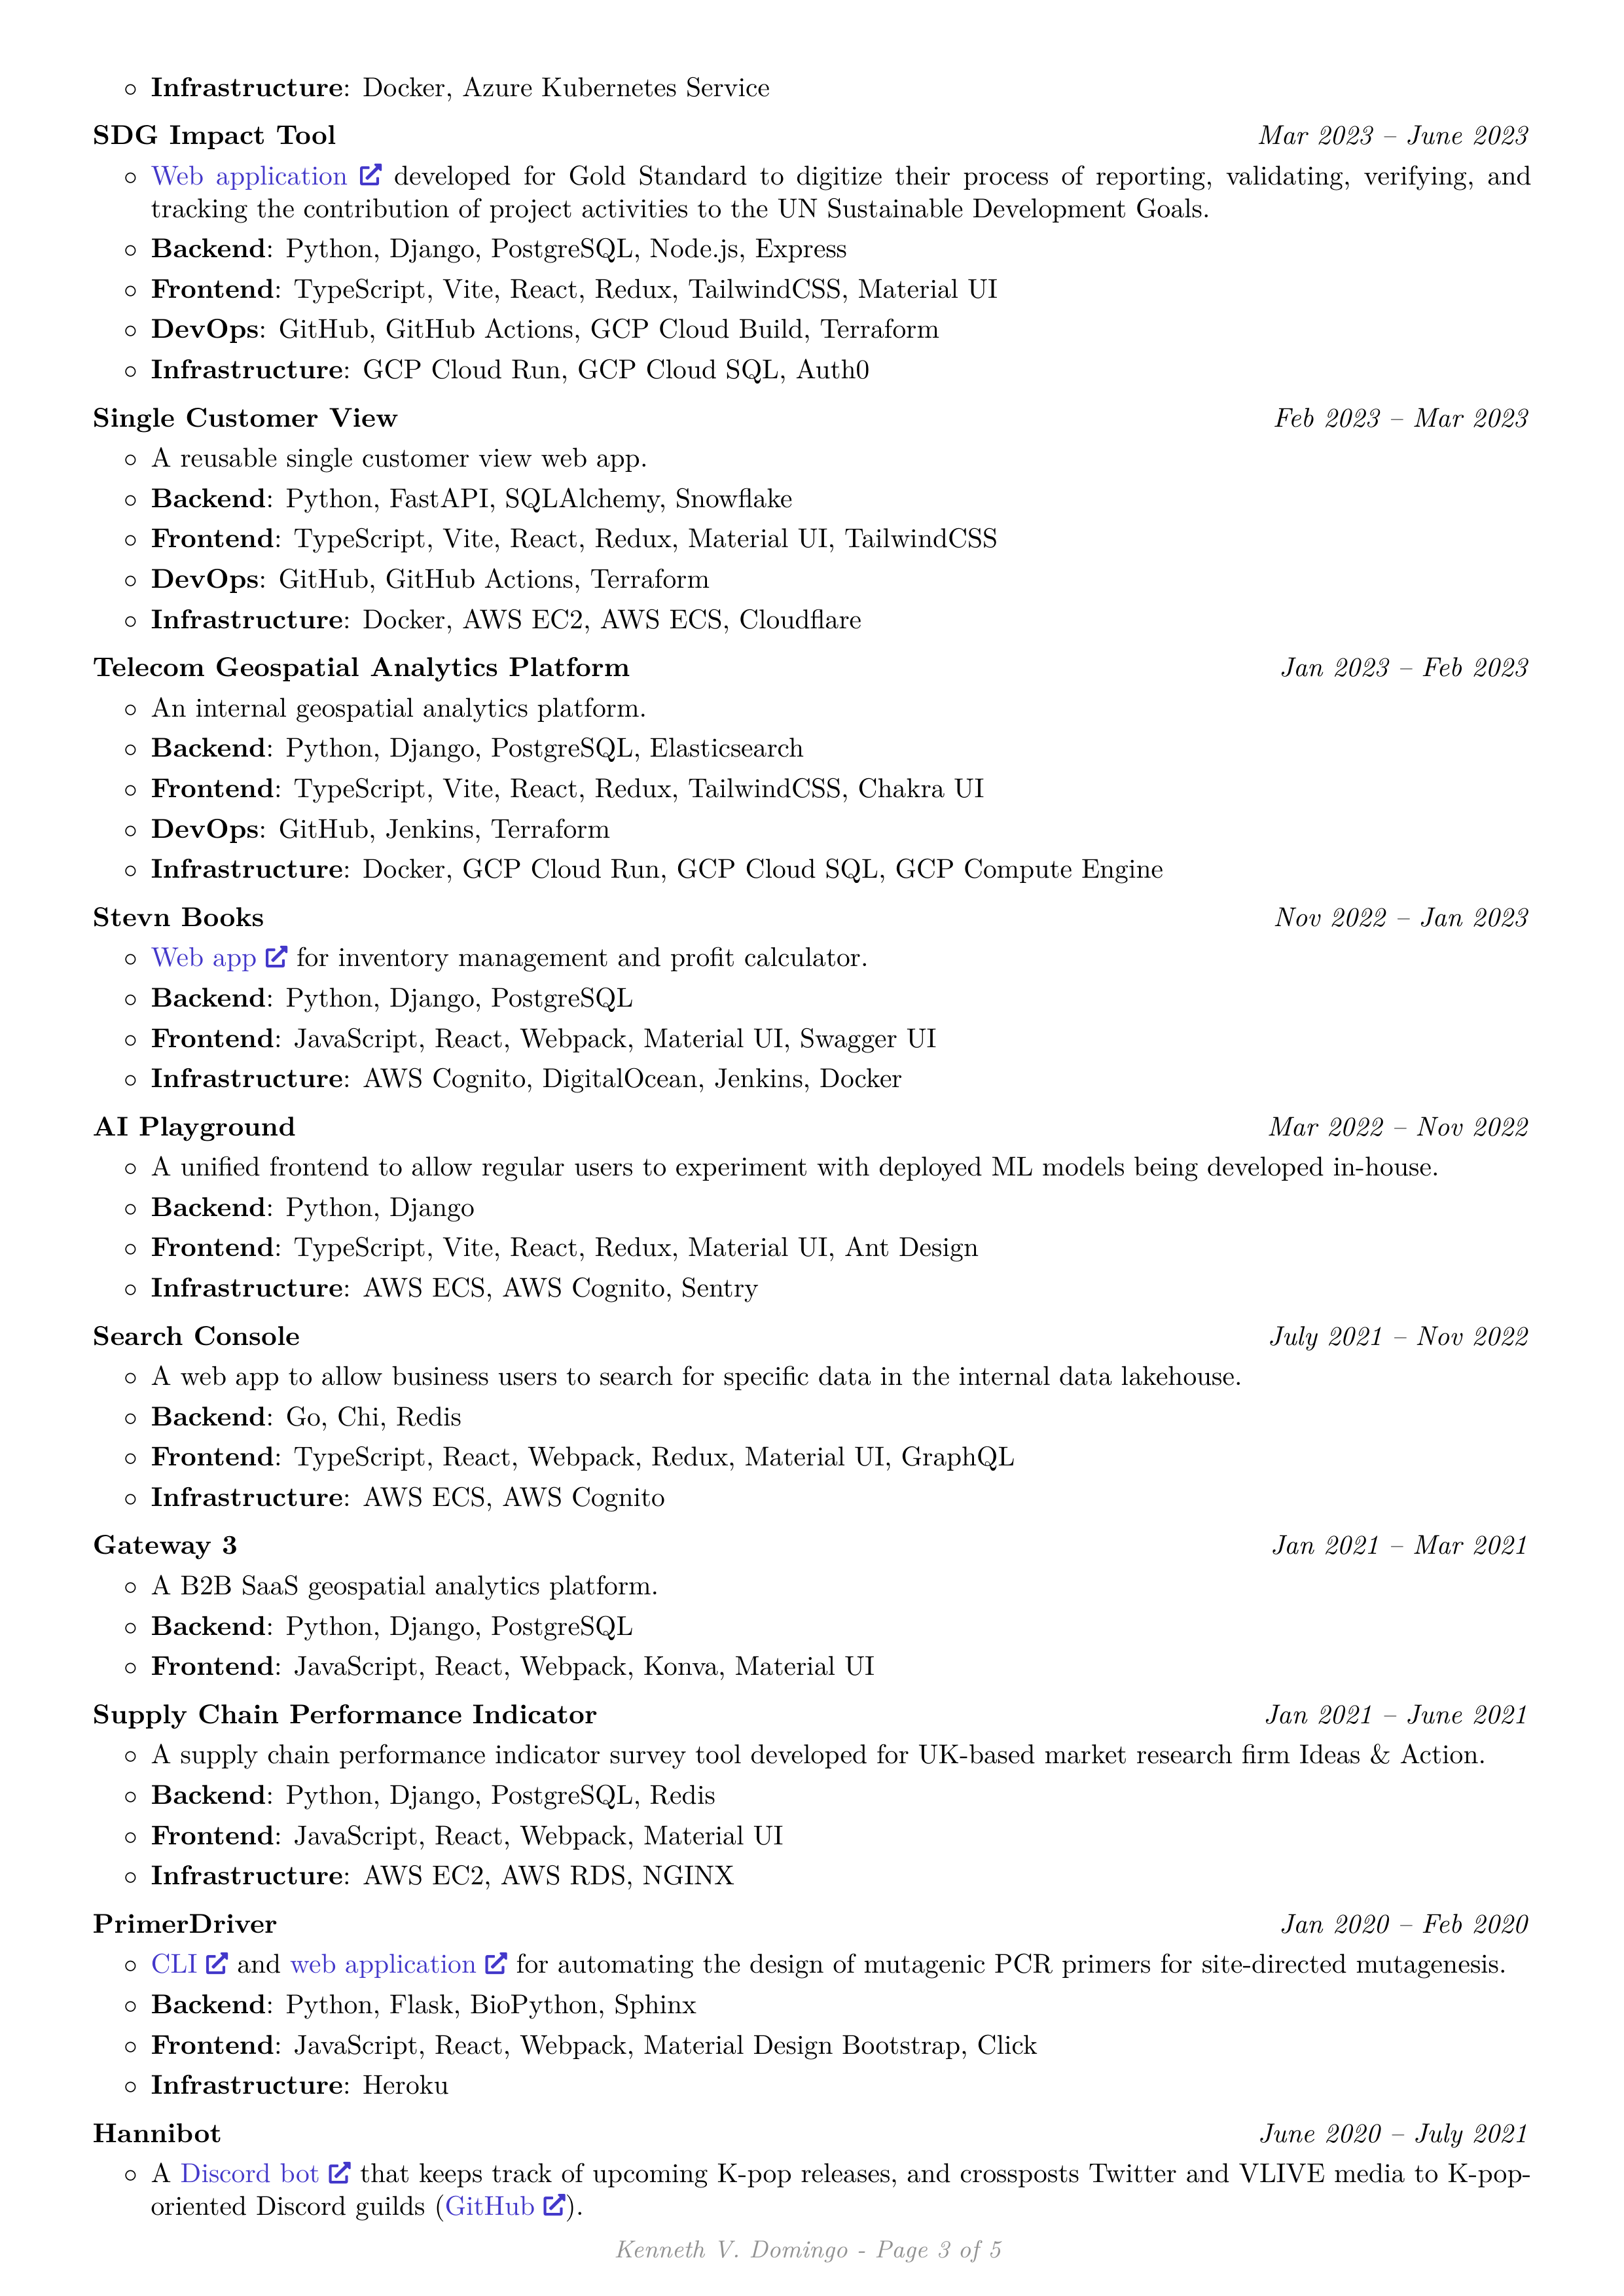 ◦ Infrastructure: Docker, Azure Kubernetes Service
SDG Impact Tool Mar 2023 – June 2023
◦ Web application developed for Gold Standard to digitize their process of reporting, validating, verifying, and
tracking the contribution of project activities to the UN Sustainable Development Goals.
◦ Backend: Python, Django, PostgreSQL, Node.js, Express
◦ Frontend: TypeScript, Vite, React, Redux, TailwindCSS, Material UI
◦ DevOps: GitHub, GitHub Actions, GCP Cloud Build, Terraform
◦ Infrastructure: GCP Cloud Run, GCP Cloud SQL, Auth0
Single Customer View Feb 2023 – Mar 2023
◦ A reusable single customer view web app.
◦ Backend: Python, FastAPI, SQLAlchemy, Snowflake
◦ Frontend: TypeScript, Vite, React, Redux, Material UI, TailwindCSS
◦ DevOps: GitHub, GitHub Actions, Terraform
◦ Infrastructure: Docker, AWS EC2, AWS ECS, Cloudflare
Telecom Geospatial Analytics Platform Jan 2023 – Feb 2023
◦ An internal geospatial analytics platform.
◦ Backend: Python, Django, PostgreSQL, Elasticsearch
◦ Frontend: TypeScript, Vite, React, Redux, TailwindCSS, Chakra UI
◦ DevOps: GitHub, Jenkins, Terraform
◦ Infrastructure: Docker, GCP Cloud Run, GCP Cloud SQL, GCP Compute Engine
Stevn Books Nov 2022 – Jan 2023
◦ Web app for inventory management and profit calculator.
◦ Backend: Python, Django, PostgreSQL
◦ Frontend: JavaScript, React, Webpack, Material UI, Swagger UI
◦ Infrastructure: AWS Cognito, DigitalOcean, Jenkins, Docker
AI Playground Mar 2022 – Nov 2022
◦ A unified frontend to allow regular users to experiment with deployed ML models being developed in-house.
◦ Backend: Python, Django
◦ Frontend: TypeScript, Vite, React, Redux, Material UI, Ant Design
◦ Infrastructure: AWS ECS, AWS Cognito, Sentry
Search Console July 2021 – Nov 2022
◦ A web app to allow business users to search for specific data in the internal data lakehouse.
◦ Backend: Go, Chi, Redis
◦ Frontend: TypeScript, React, Webpack, Redux, Material UI, GraphQL
◦ Infrastructure: AWS ECS, AWS Cognito
Gateway 3 Jan 2021 – Mar 2021
◦ A B2B SaaS geospatial analytics platform.
◦ Backend: Python, Django, PostgreSQL
◦ Frontend: JavaScript, React, Webpack, Konva, Material UI
Supply Chain Performance Indicator Jan 2021 – June 2021
◦ A supply chain performance indicator survey tool developed for UK-based market research firm Ideas & Action.
◦ Backend: Python, Django, PostgreSQL, Redis
◦ Frontend: JavaScript, React, Webpack, Material UI
◦ Infrastructure: AWS EC2, AWS RDS, NGINX
PrimerDriver Jan 2020 – Feb 2020
◦ CLI and web application for automating the design of mutagenic PCR primers for site-directed mutagenesis.
◦ Backend: Python, Flask, BioPython, Sphinx
◦ Frontend: JavaScript, React, Webpack, Material Design Bootstrap, Click
◦ Infrastructure: Heroku
Hannibot June 2020 – July 2021
◦ A Discord bot that keeps track of upcoming K-pop releases, and crossposts Twitter and VLIVE media to K-pop-
oriented Discord guilds (GitHub ).
Kenneth V. Domingo - Page 3 of 5